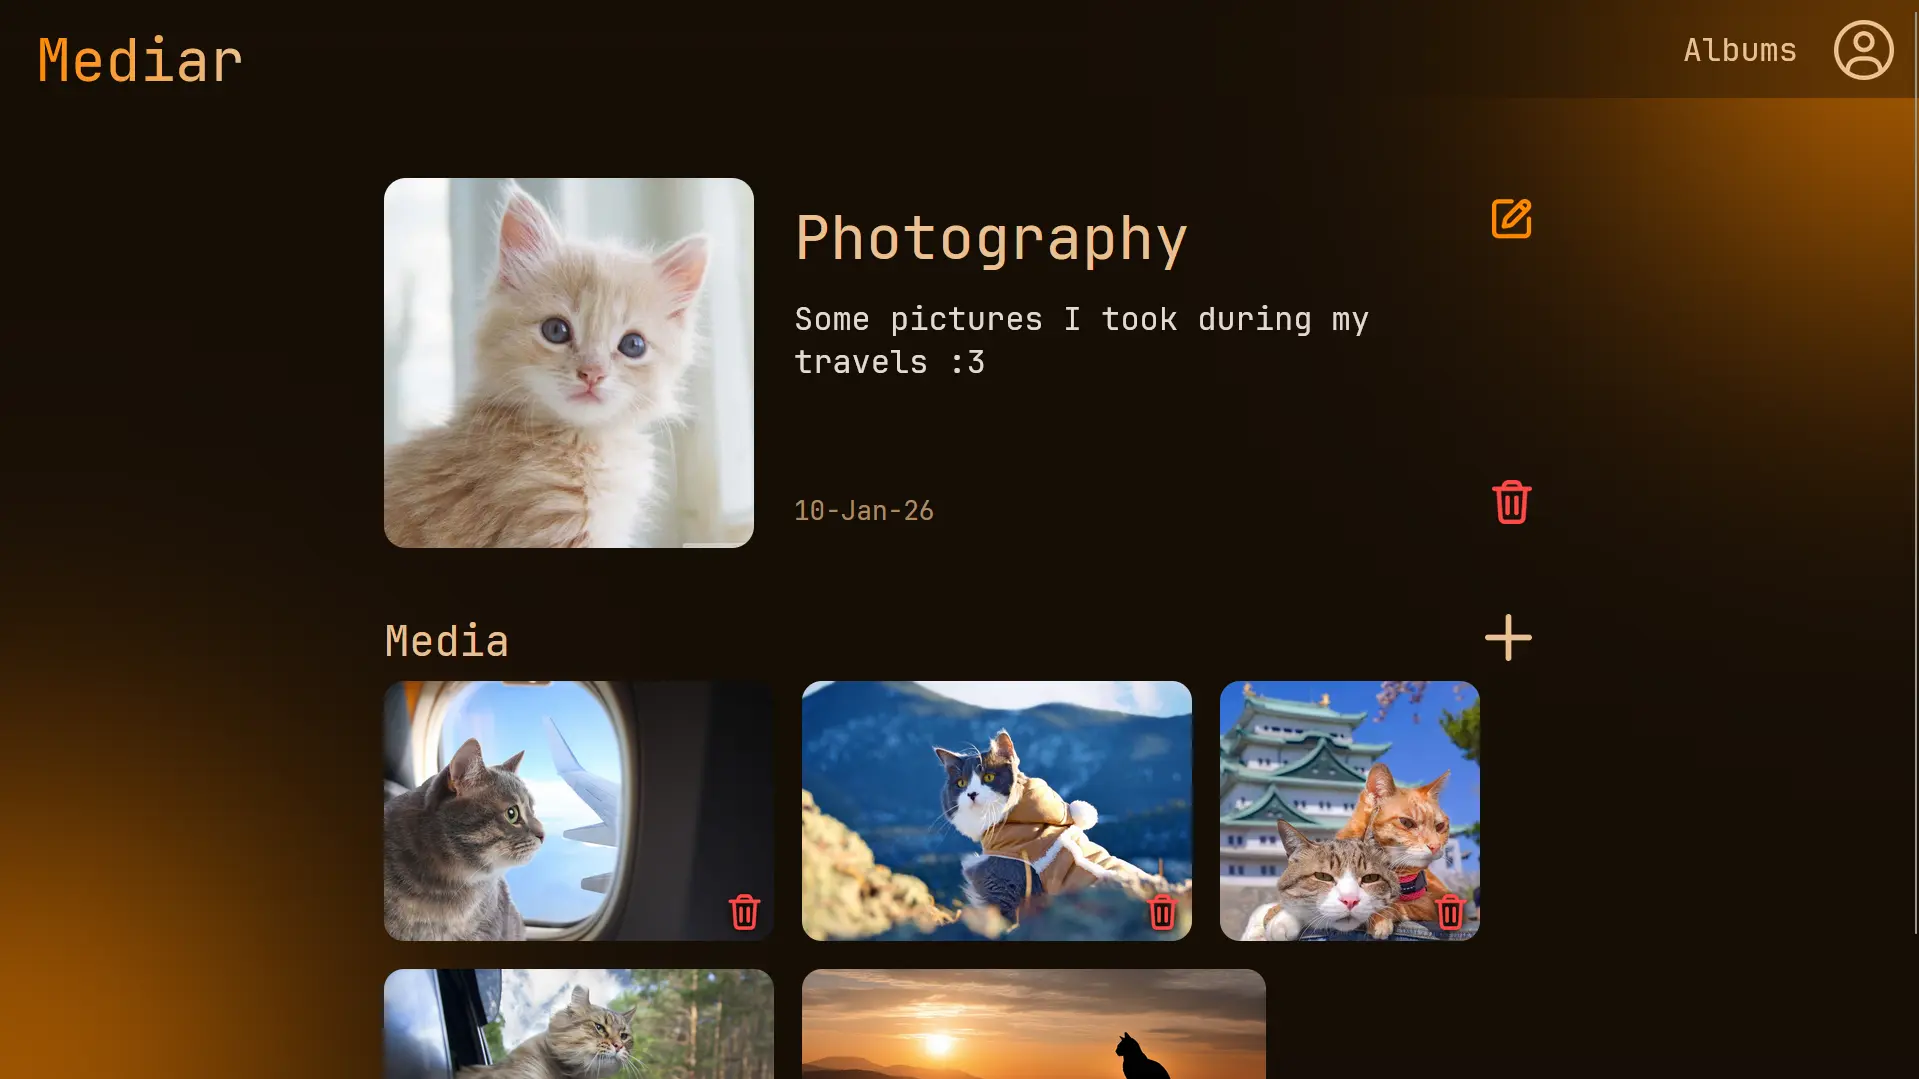 Mediar
Albums
Photography
Some pictures I took during my
travels :3
10-Jan-26
Media